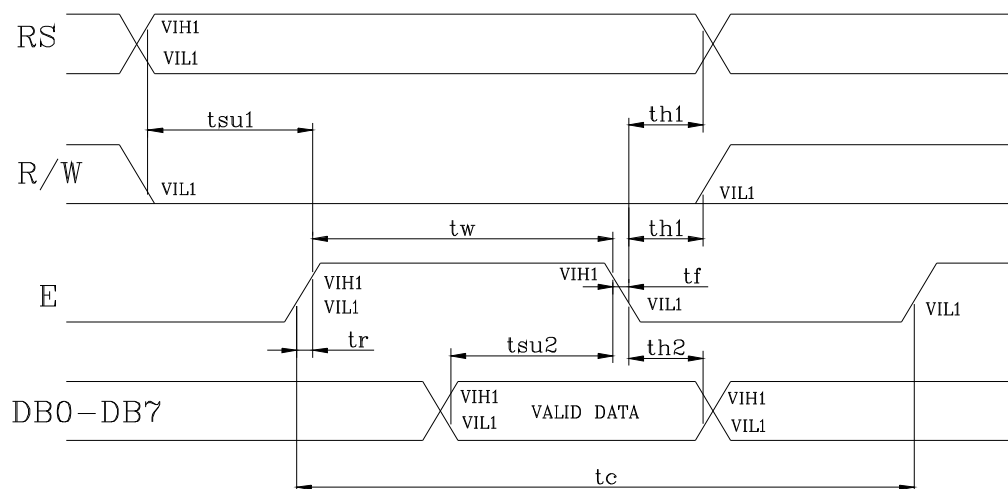 RS
VIH1
VIL1
tsu1
th1
R/W
VIL1
VIL1
tw
th1
E
VIH1
VIL1
VIH1
tf
VIL1
VIL1
tr
tsu2
th2
DB0-DB7
VIH1
VIL1
VALID DATA
VIH1
VIL1
tc